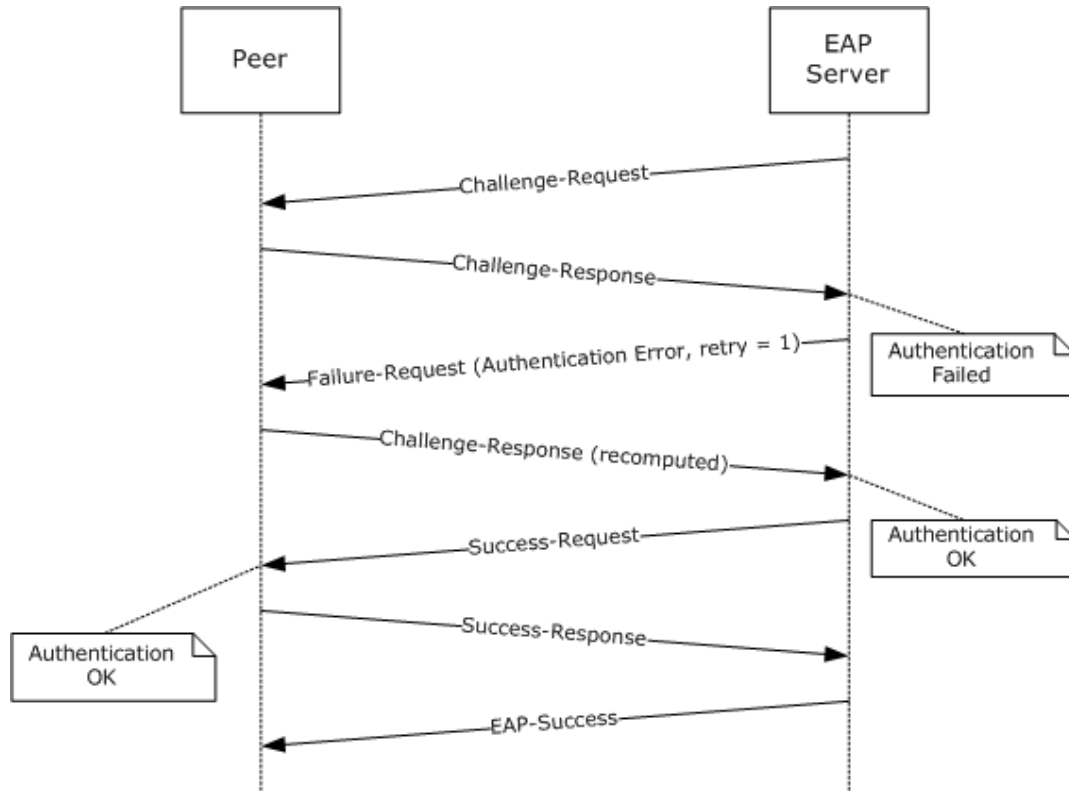 Peer
EAP
Server
Challenge-Request
Challenge-Response
Authentication
Failed
Failure-Request (Authentication Error, retry = 1)
Challenge-Response (recomputed)
Authentication
OK
Success-Request
Authentication
OK
Success-Response
EAP-Success